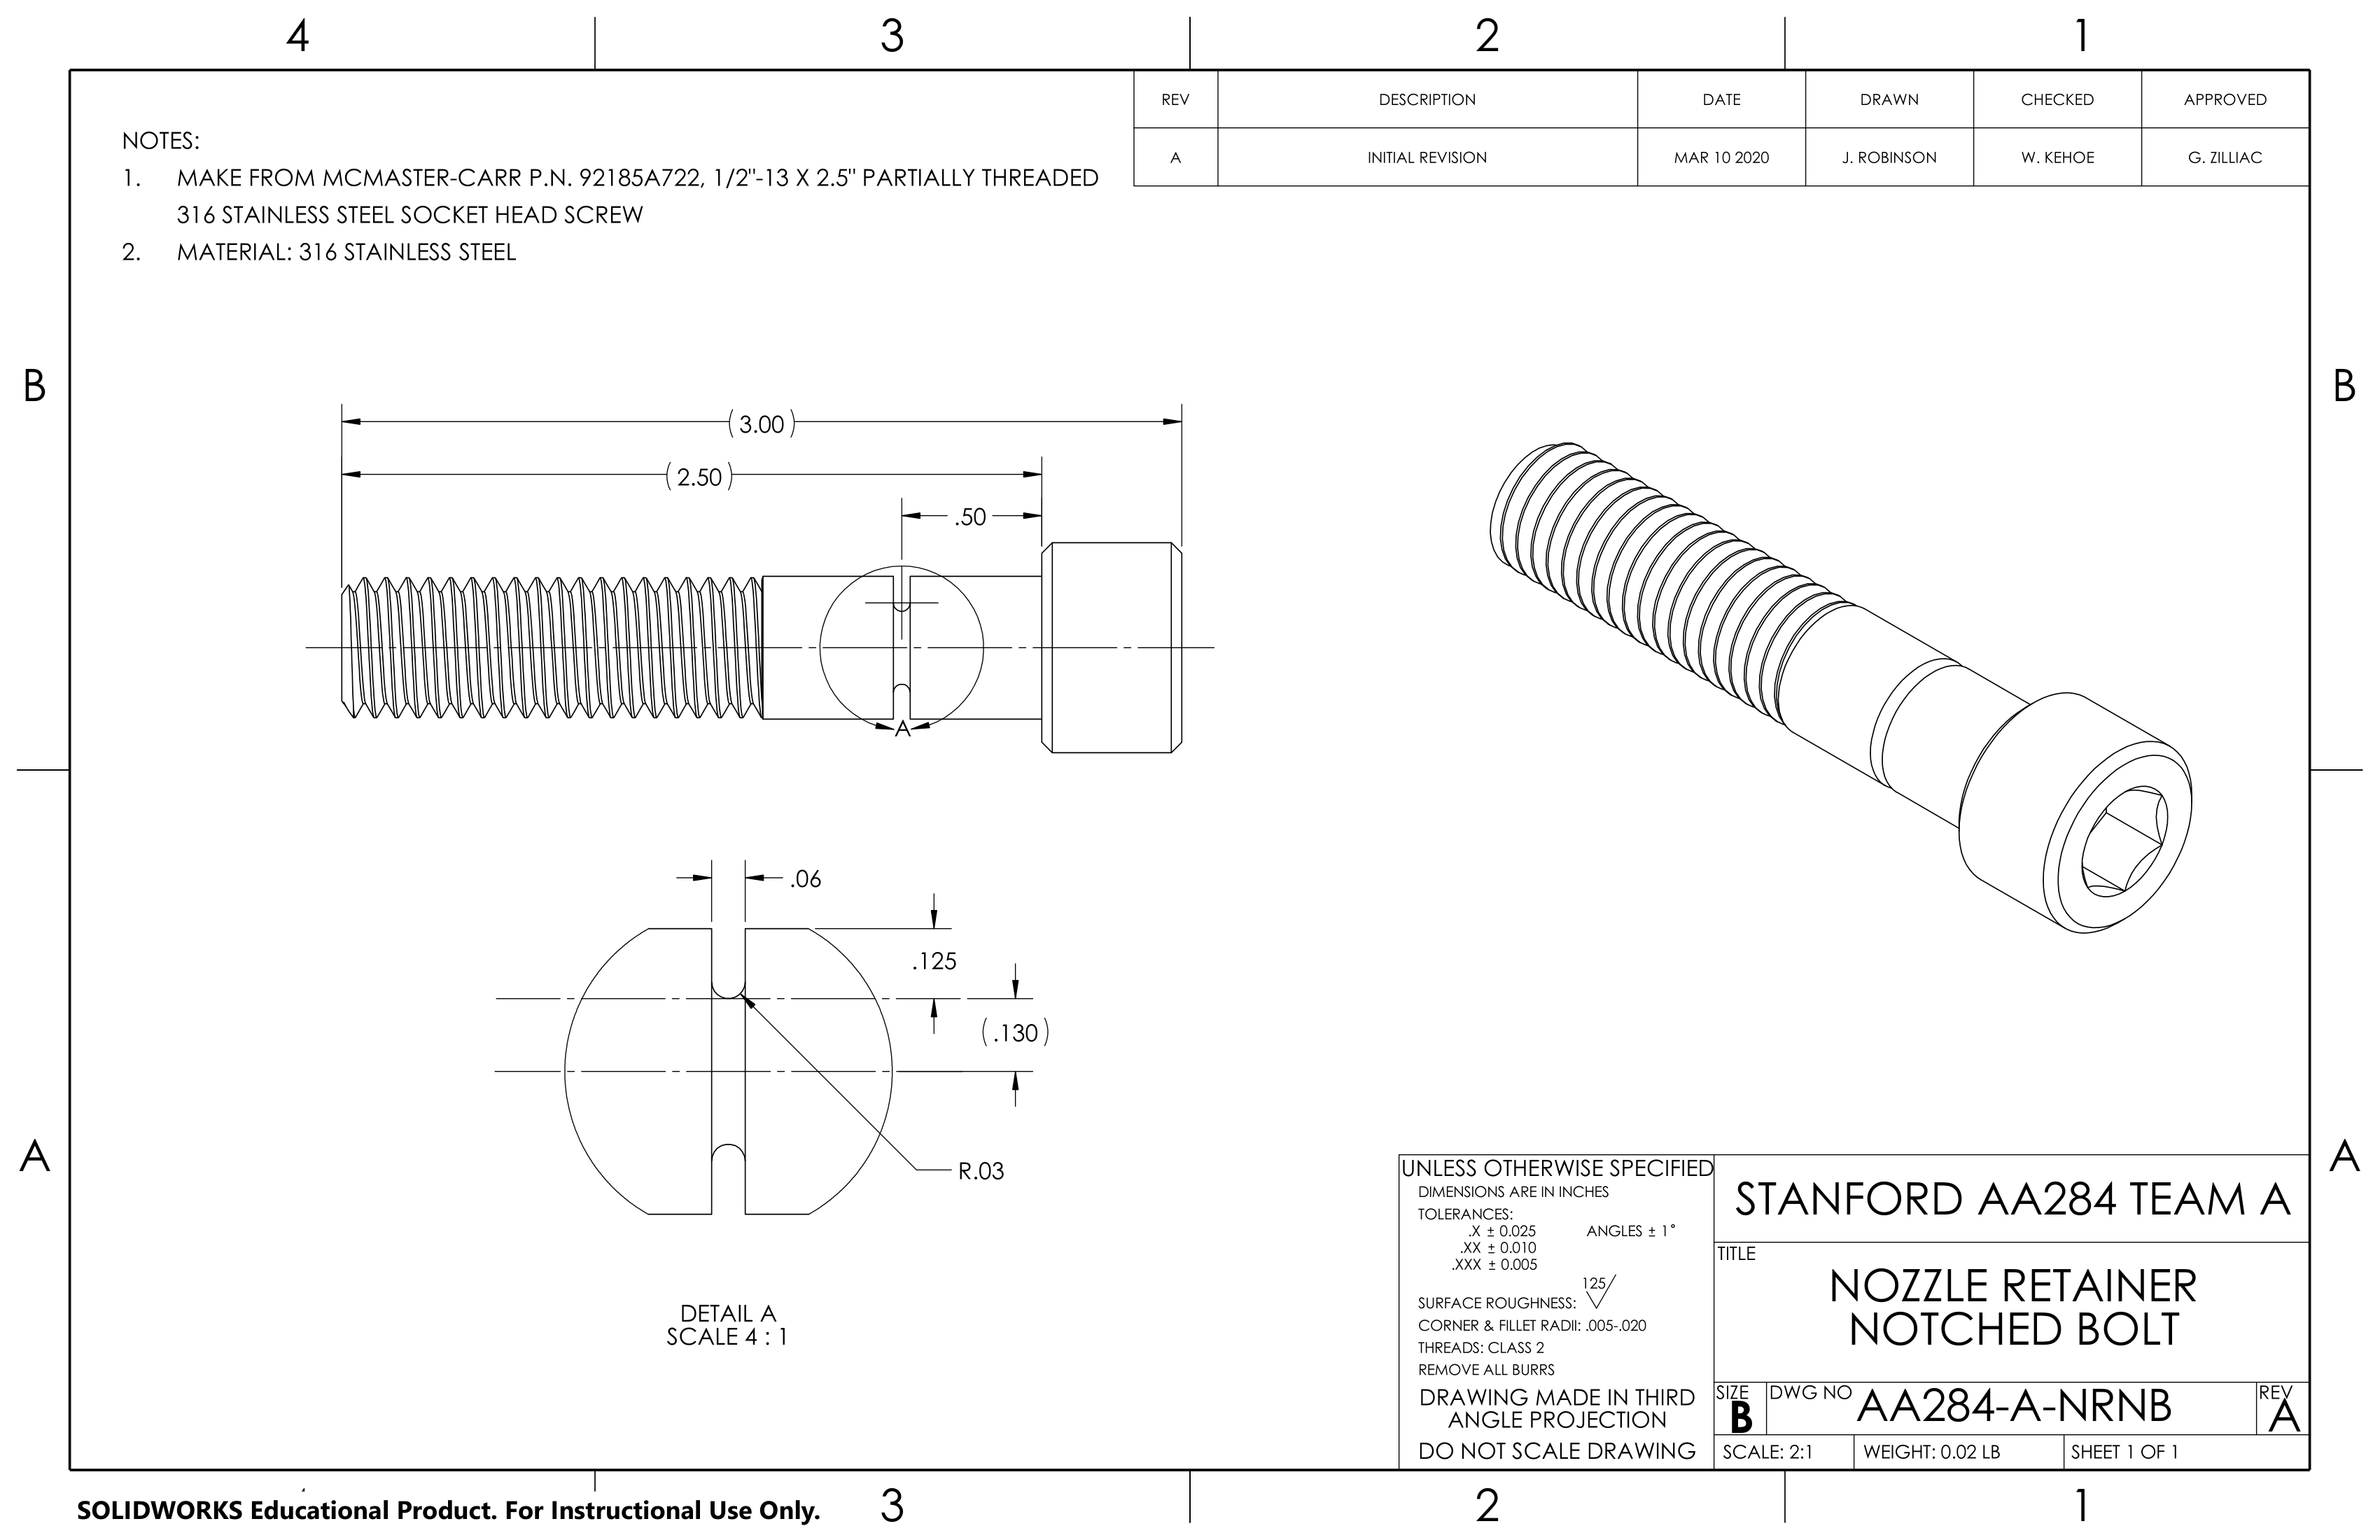 4 3 2 1
REV DESCRIPTION DATE DRAWN CHECKED APPROVED
A INITIAL REVISION MAR 10 2020 J. ROBINSON W. KEHOE G. ZILLIAC
NOTES:
1. MAKE FROM MCMASTER-CARR P.N. 92185A722, 1/2"-13 X 2.5" PARTIALLY THREADED
316 STAINLESS STEEL SOCKET HEAD SCREW
2. MATERIAL: 316 STAINLESS STEEL
B B
(3.00)
(2.50)
.50
A
.06
.125
(.130)
R.03
A A
DETAIL A
SCALE 4 : 1
UNLESS OTHERWISE SPECIFIED
DIMENSIONS ARE IN INCHES
TOLERANCES:
.X ± 0.025 ANGLES ± 1°
.XX ± 0.010
.XXX ± 0.005
125
SURFACE ROUGHNESS:
CORNER & FILLET RADII: .005-.020
THREADS: CLASS 2
REMOVE ALL BURRS
DRAWING MADE IN THIRD
ANGLE PROJECTION
DO NOT SCALE DRAWING
STANFORD AA284 TEAM A
TITLE
NOZZLE RETAINER
NOTCHED BOLT
SIZE
B
DWG NO
AA284-A-NRNB
REV
A
SCALE: 2:1 WEIGHT: 0.02 LB SHEET 1 OF 1
SOLIDWORKS Educational Product. For Instructional Use Only.
3 2 1